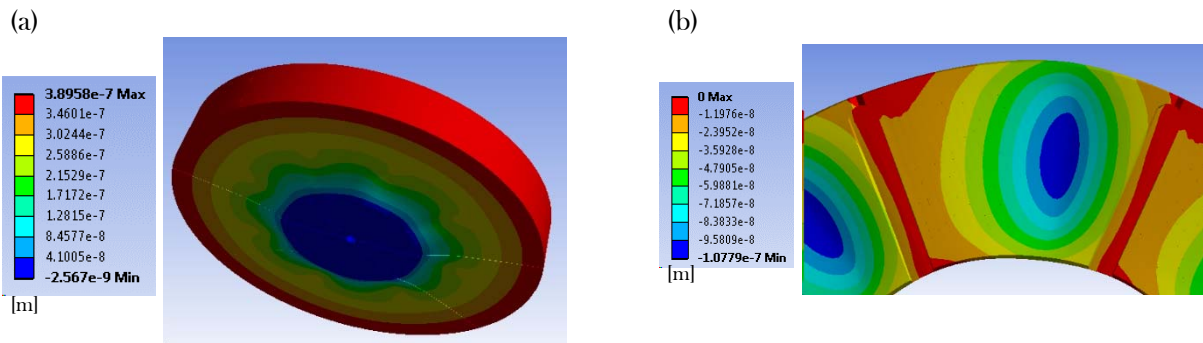 (a)
3.8958e-7 Max
3.4601e-7
3.0244e-7
2.5886e-7
2.1529e-7
1.7172e-7
1.2815e-7
8.4577e-8
4.1005e-8
-2.567e-9 Min
[m]
(b)
0 Max
-1.1976e-8
-2.3952e-8
-3.5928e-8
-4.7905e-8
-5.9881e-8
-7.1857e-8
-8.3833e-8
-9.5809e-8
-1.0779e-7 Min
[m]